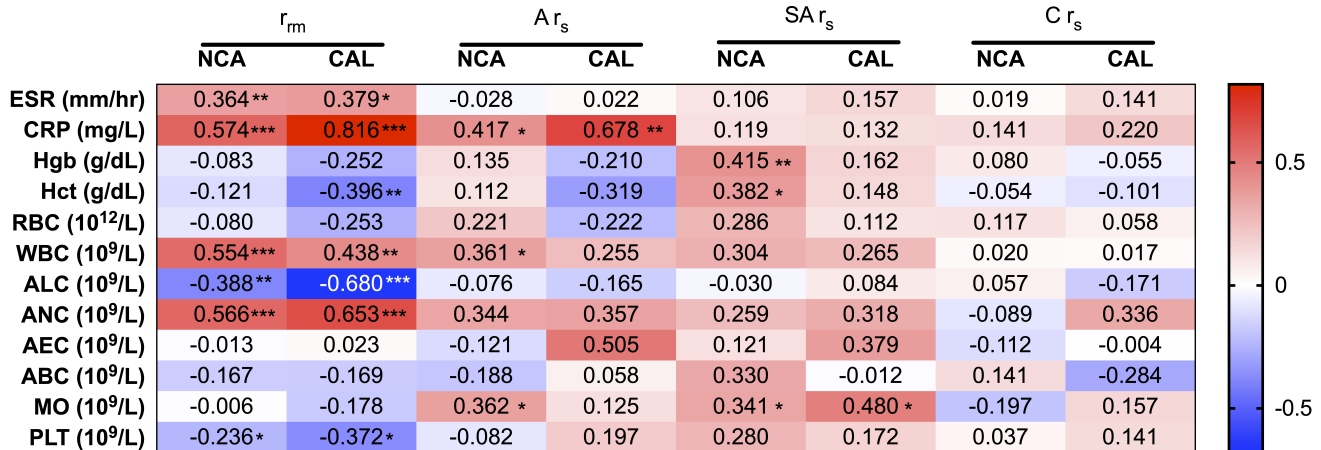 r_rm A r_s SA r_s C r_s
NCA CAL NCA CAL NCA CAL NCA CAL
ESR (mm/hr) 0.364** 0.379* -0.028 0.022 0.106 0.157 0.019 0.141
CRP (mg/L) 0.574*** 0.816*** 0.417 * 0.678 ** 0.119 0.132 0.141 0.220
Hgb (g/dL) -0.083 -0.252 0.135 -0.210 0.415 ** 0.162 0.080 -0.055
Hct (g/dL) -0.121 -0.396** 0.112 -0.319 0.382 * 0.148 -0.054 -0.101
RBC (10¹²/L) -0.080 -0.253 0.221 -0.222 0.286 0.112 0.117 0.058
WBC (10⁹/L) 0.554*** 0.438** 0.361 * 0.255 0.304 0.265 0.020 0.017
ALC (10⁹/L) -0.388** -0.680*** -0.076 -0.165 -0.030 0.084 0.057 -0.171
ANC (10⁹/L) 0.566*** 0.653*** 0.344 0.357 0.259 0.318 -0.089 0.336
AEC (10⁹/L) -0.013 0.023 -0.121 0.505 0.121 0.379 -0.112 -0.004
ABC (10⁹/L) -0.167 -0.169 -0.188 0.058 0.330 -0.012 0.141 -0.284
MO (10⁹/L) -0.006 -0.178 0.362 * 0.125 0.341 * 0.480 * -0.197 0.157
PLT (10⁹/L) -0.236* -0.372* -0.082 0.197 0.280 0.172 0.037 0.141
0.5
0
-0.5